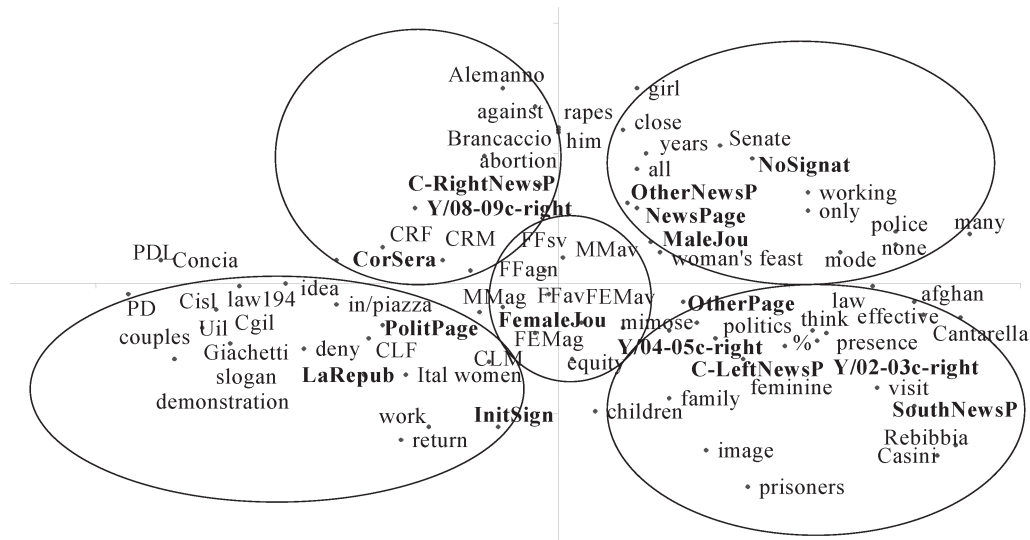 Alemanno
girl
against
rapes
close
Brancaccio
him
years
Senate
abortion
all
NoSignat
C-RightNewsP
OtherNewsP
working
Y/08-09c-right
NewsPage
only
CRF
CRM
FFsv
MMav
MaleJou
police
many
PDL
Concia
CorSera
FFagn
woman's feast
mode
none
PD
Cisl
law194
idea
in/piazza
MMag
FFav
FEMav
OtherPage
law
afghan
couples
Uil
Cgil
PolitPage
FemaleJou
mimose
politics
think
effective
Cantarella
Giachetti
deny
CLF
FEMag
Y/04-05c-right
%
presence
slogan
LaRepub
Ital women
CLM
equity
C-LeftNewsP
Y/02-03c-right
demonstration
feminine
visit
work
InitSign
children
family
SouthNewsP
return
image
Rebibbia
Casini
prisoners